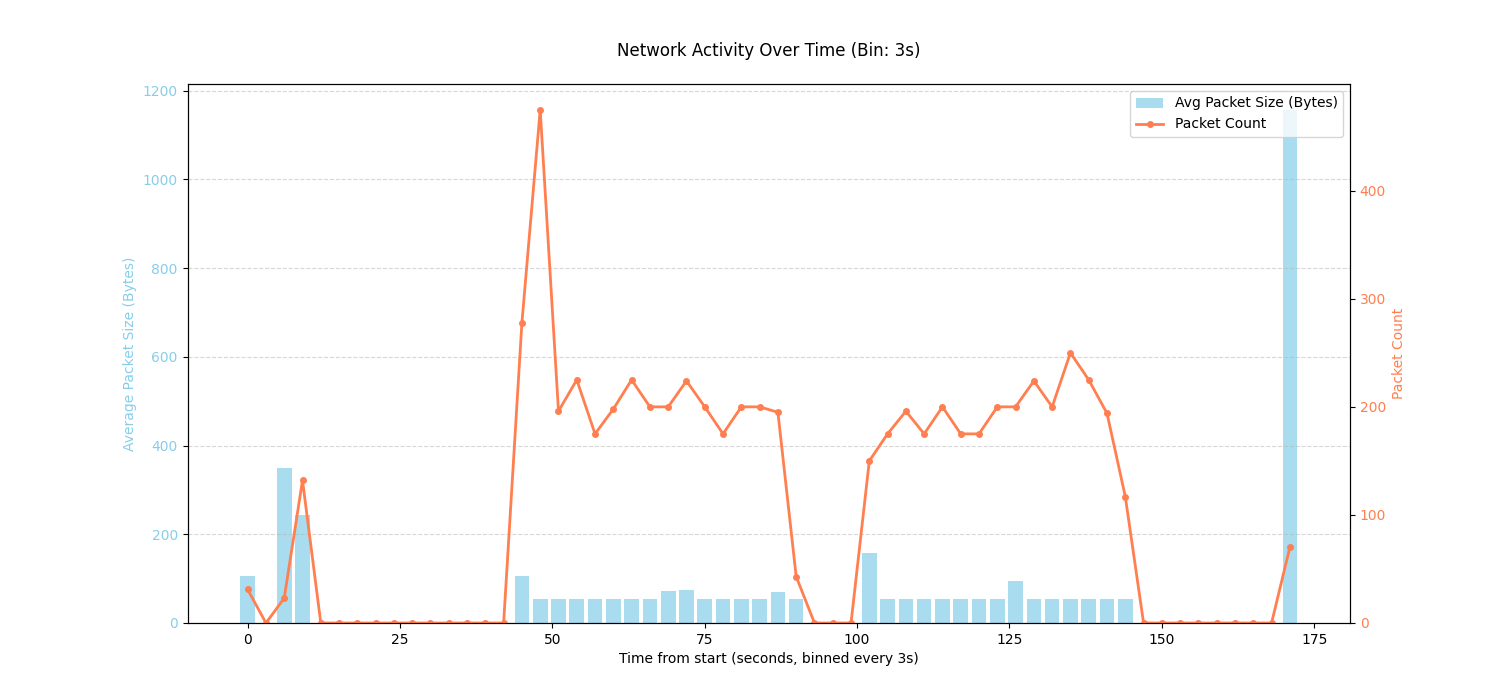 Network Activity Over Time (Bin: 3s)
Avg Packet Size (Bytes)
Packet Count
Average Packet Size (Bytes)
1200
1000
800
600
400
200
0
400
300
200
100
0
Packet Count
0 25 50 75 100 125 150 175
Time from start (seconds, binned every 3s)